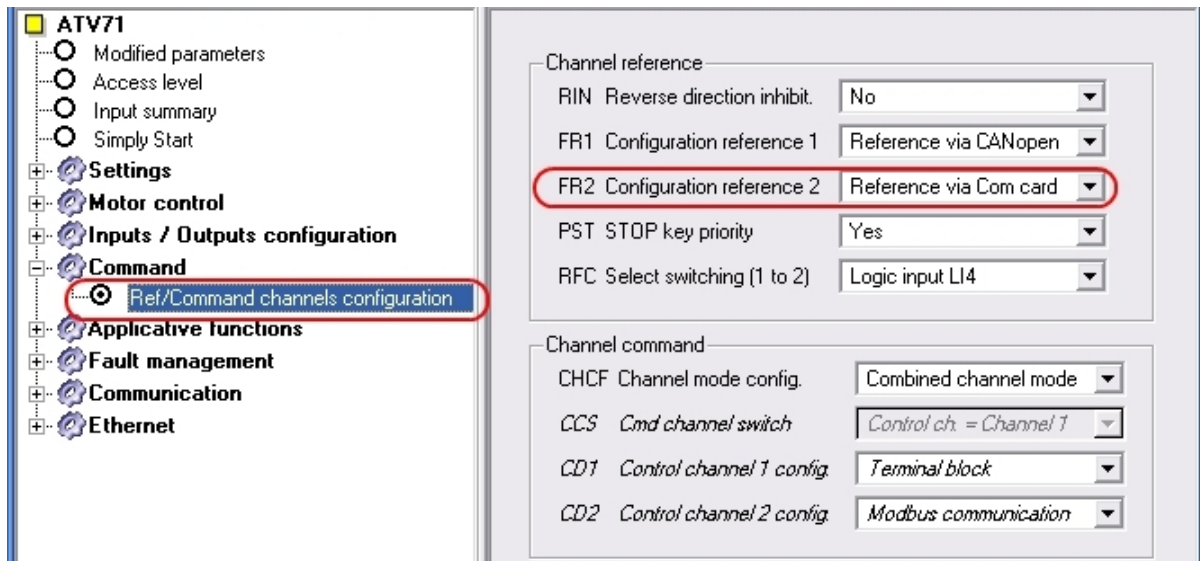 ATV71
Modified parameters
Access level
Input summary
Simply Start
Settings
Motor control
Inputs / Outputs configuration
Command
Ref/Command channels configuration
Applicative functions
Fault management
Communication
Ethernet
Channel reference
RIN Reverse direction inhibit. No
FR1 Configuration reference 1 Reference via CANopen
FR2 Configuration reference 2 Reference via Com card
PST STOP key priority Yes
RFC Select switching (1 to 2) Logic input LI4
Channel command
CHCF Channel mode config. Combined channel mode
CCS Cmd channel switch Control ch. = Channel 1
CD1 Control channel 1 config. Terminal block
CD2 Control channel 2 config. Modbus communication